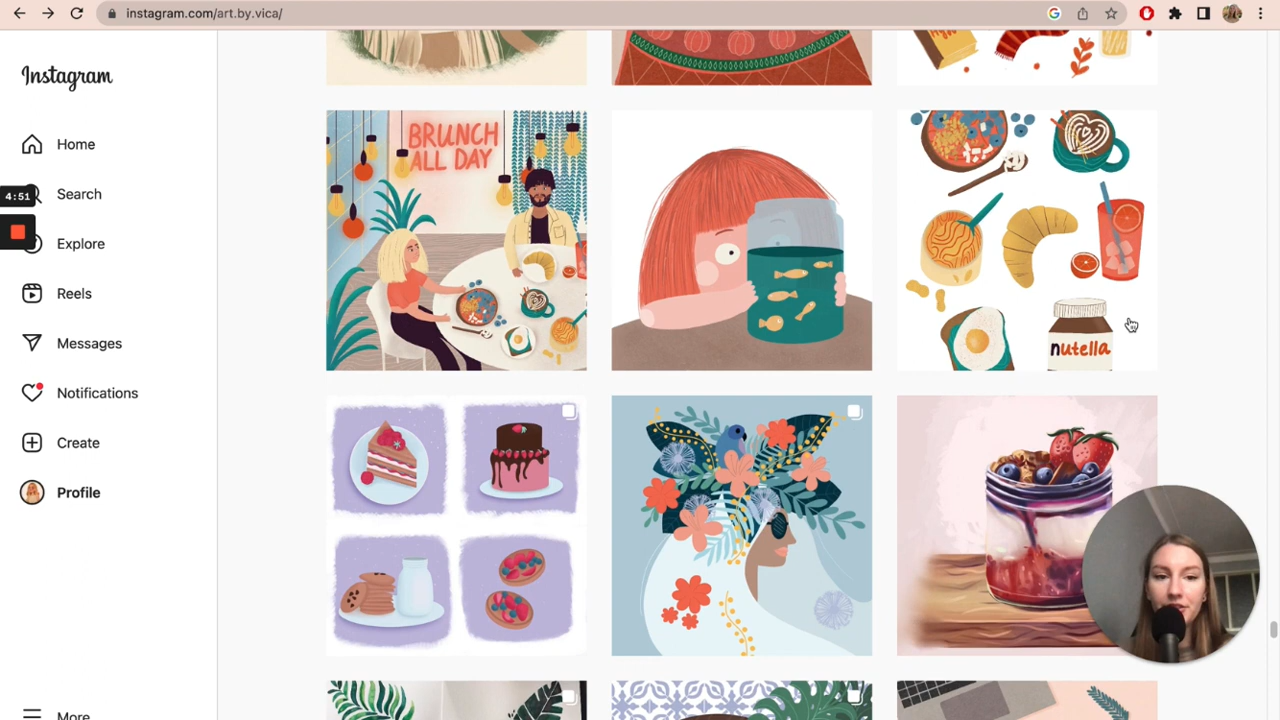 instagram.com/art.by.vica/
Instagram
Home
4:51
Search
Explore
Reels
Messages
Notifications
Create
Profile
More
BRUNCH
ALL DAY
nutella